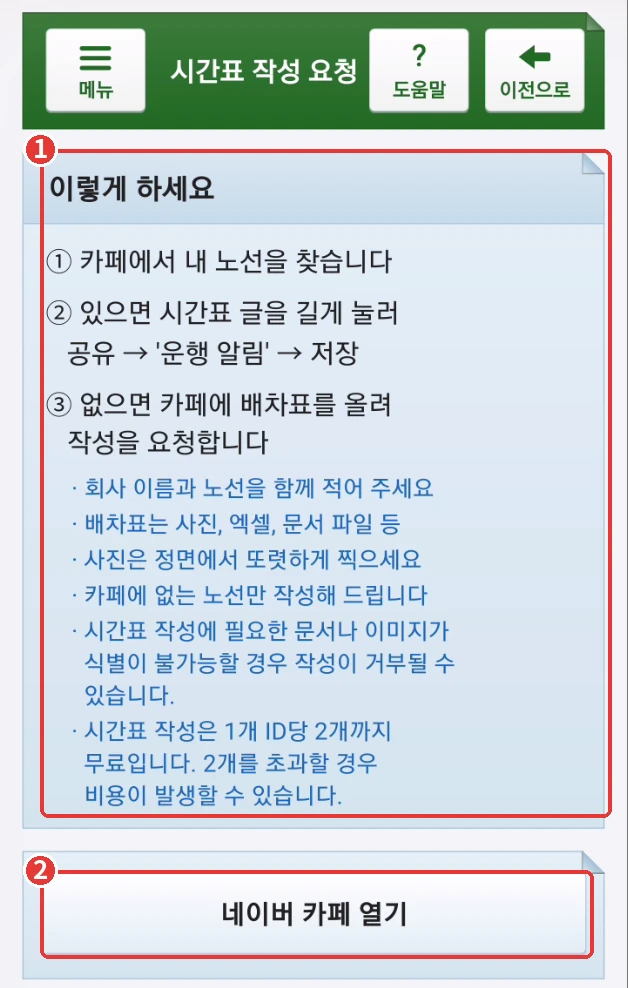 메뉴
시간표 작성 요청
?
도움말
이전으로
1
이렇게 하세요
① 카페에서 내 노선을 찾습니다
② 있으면 시간표 글을 길게 눌러
공유 → '운행 알림' → 저장
③ 없으면 카페에 배차표를 올려
작성을 요청합니다
· 회사 이름과 노선을 함께 적어 주세요
· 배차표는 사진, 엑셀, 문서 파일 등
· 사진은 정면에서 또렷하게 찍으세요
· 카페에 없는 노선만 작성해 드립니다
· 시간표 작성에 필요한 문서나 이미지가
식별이 불가능할 경우 작성이 거부될 수
있습니다.
· 시간표 작성은 1개 ID당 2개까지
무료입니다. 2개를 초과할 경우
비용이 발생할 수 있습니다.
2
네이버 카페 열기